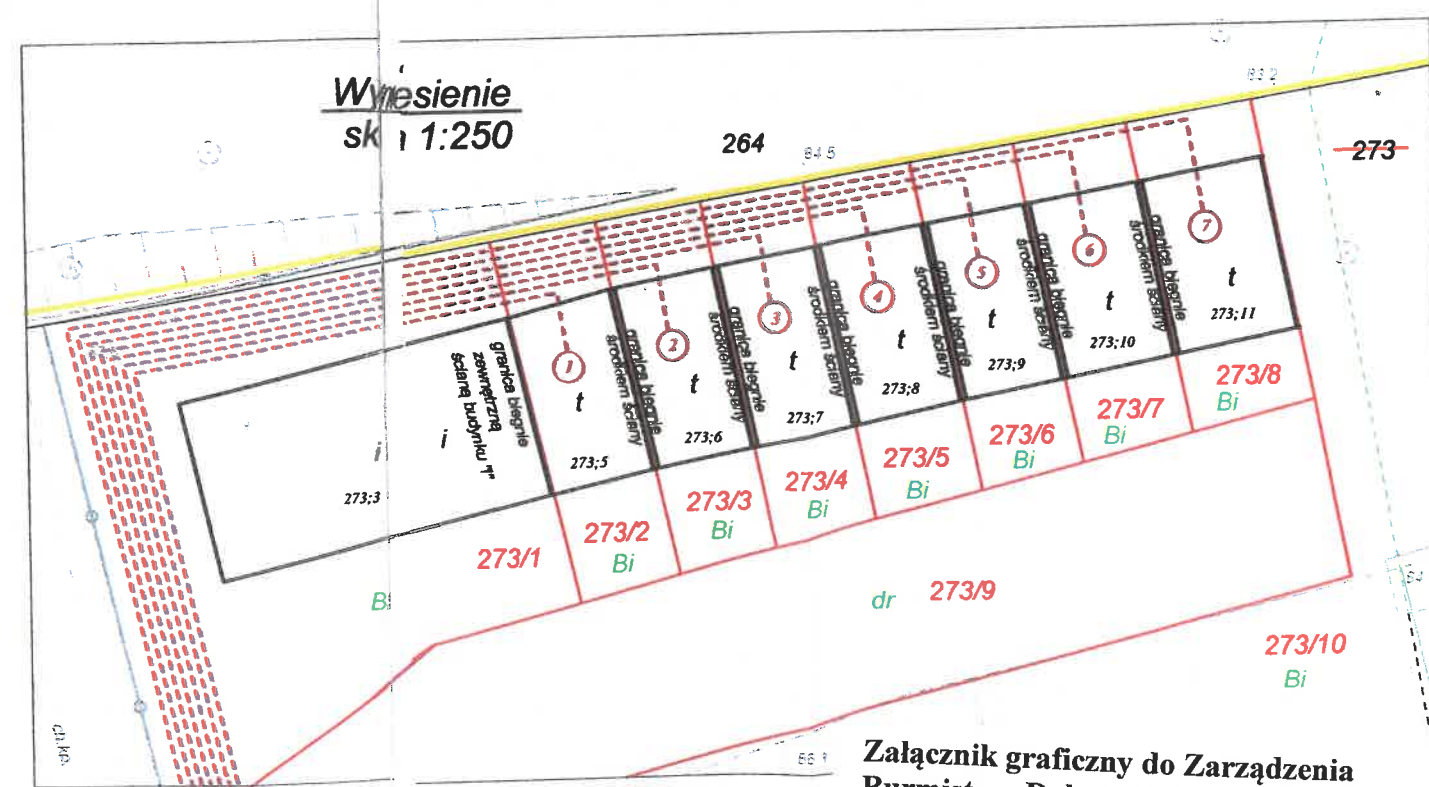 264
84 5
83 2
273
1:250
1
2
3
4
5
6
7
granica biegnie
zewnętrzną
ścianą budynku "i"
granica biegnie
środkiem ściany
granica biegnie
środkiem ściany
granica biegnie
środkiem ściany
granica biegnie
środkiem ściany
granica biegnie
środkiem ściany
granica biegnie
środkiem ściany
i
i
t
t
t
t
t
t
t
273;3
273;5
273;6
273;7
273;8
273;9
273;10
273;11
273/1
273/2
Bi
273/3
Bi
273/4
Bi
273/5
Bi
273/6
Bi
273/7
Bi
273/8
Bi
dr 273/9
273/10
Bi
Załącznik graficzny do Zarządzenia